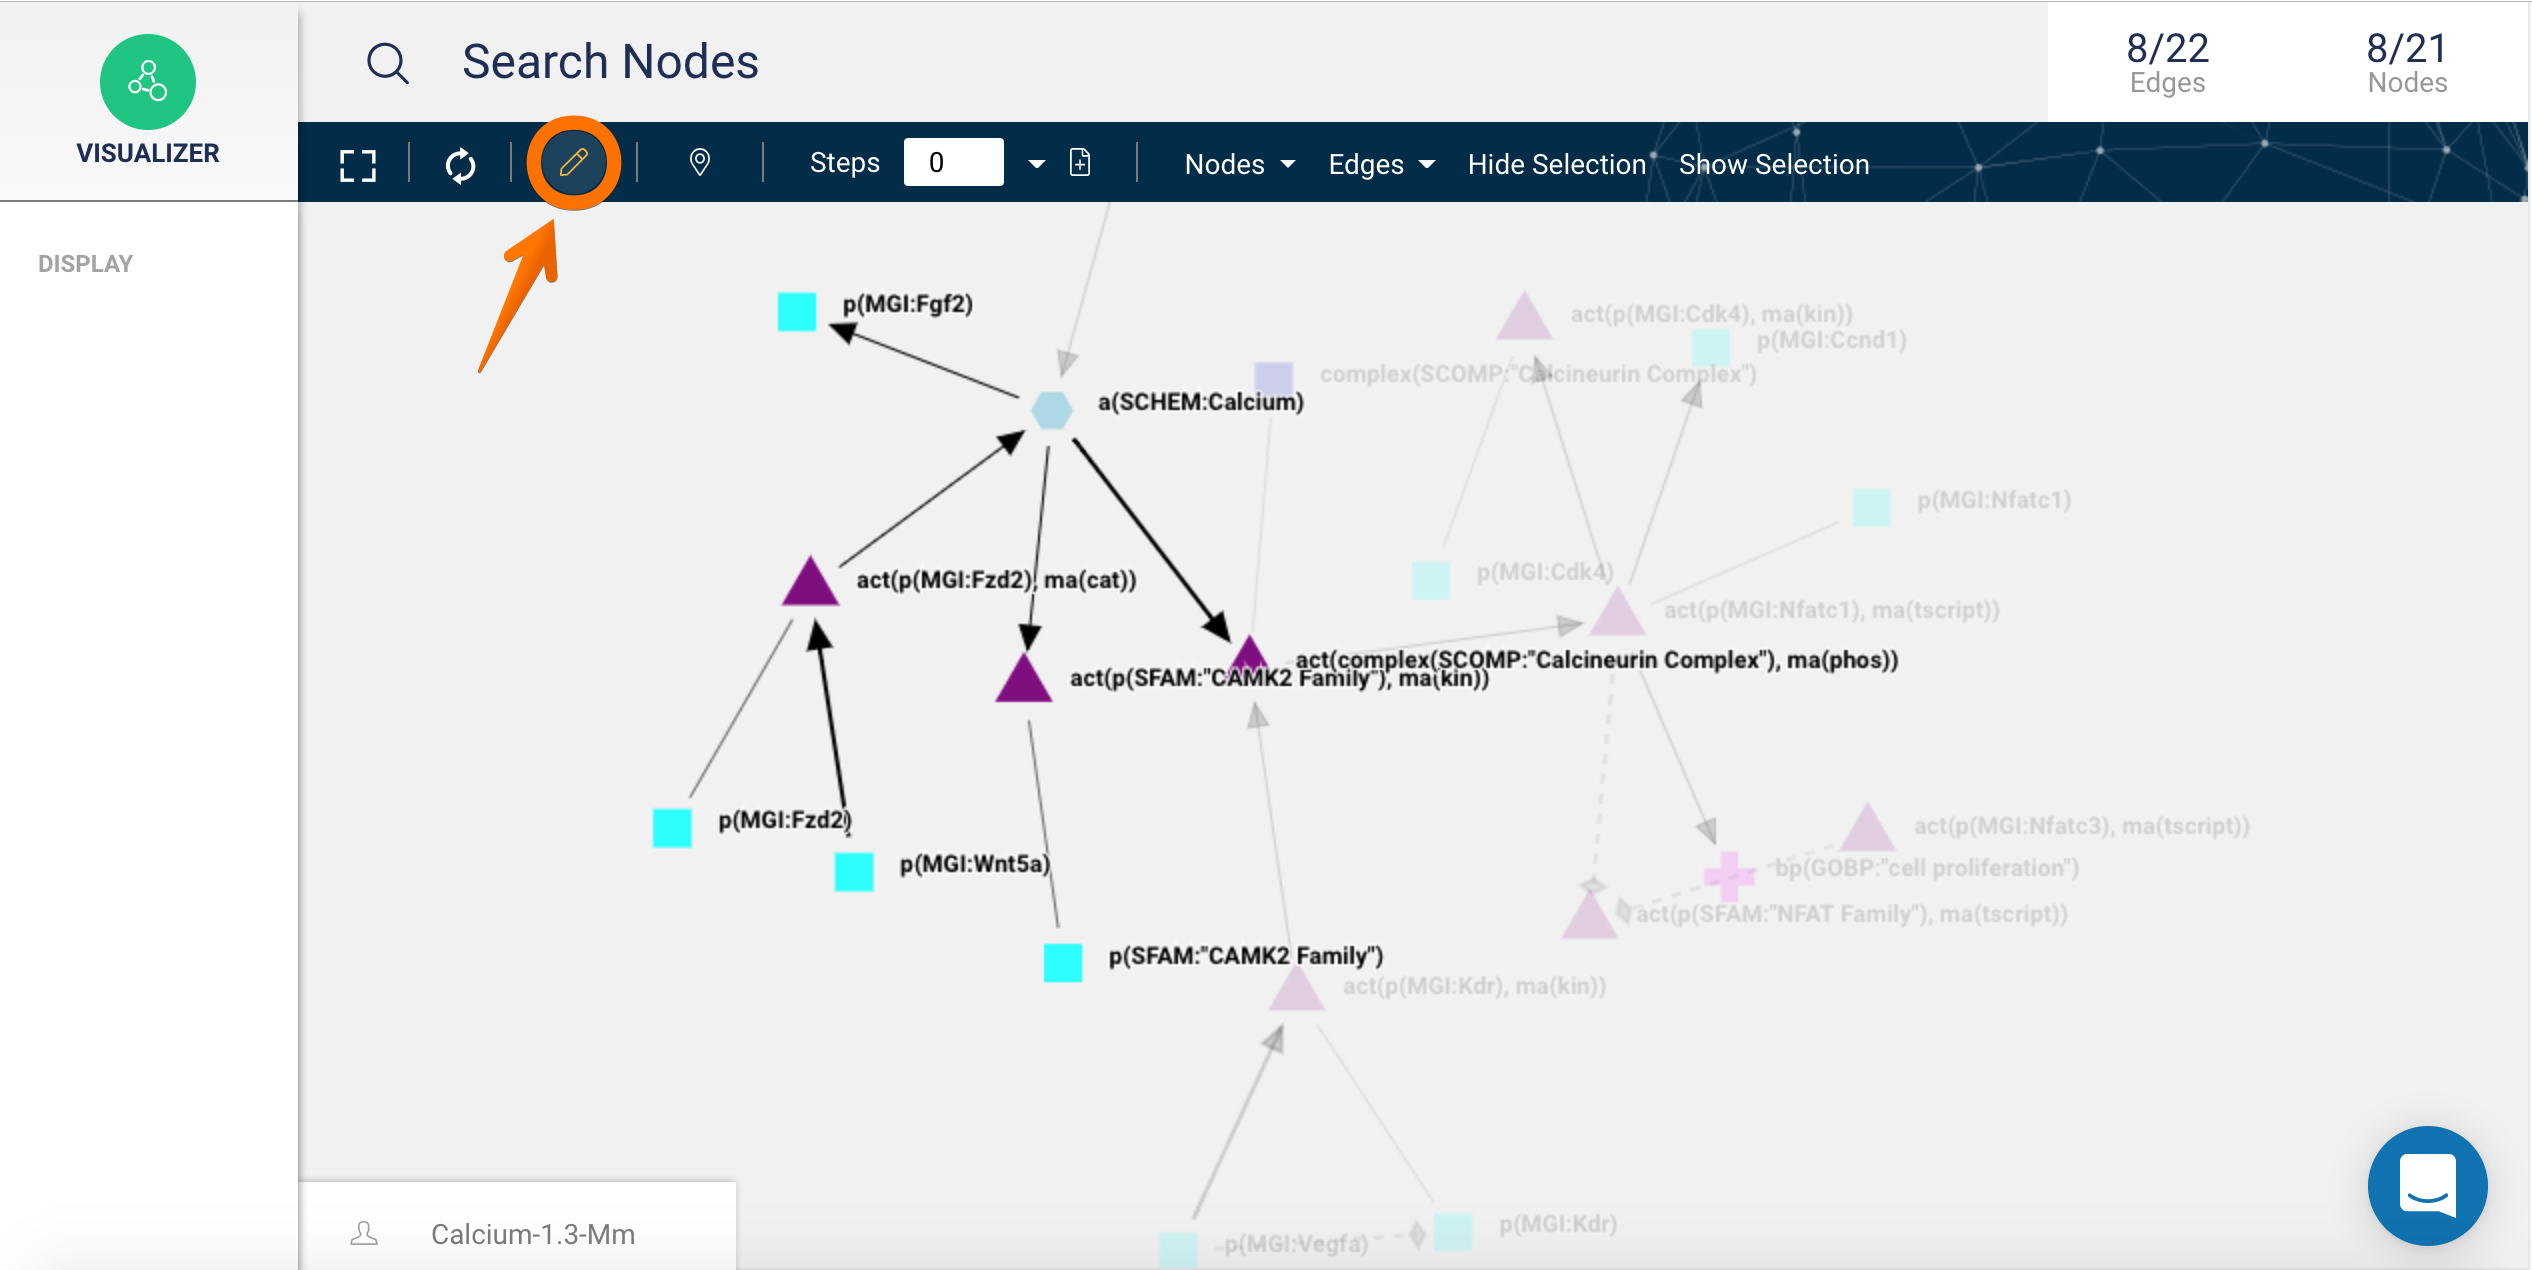 Search Nodes
8/22
Edges
8/21
Nodes
VISUALIZER
Steps
0
Nodes
Edges
Hide Selection
Show Selection
DISPLAY
p(MGI:Fgf2)
act(p(MGI:Cdk4), ma(kin))
p(MGI:Ccnd1)
complex(SCOMP:"Calcineurin Complex")
a(SCHEM:Calcium)
p(MGI:Nfatc1)
p(MGI:Cdk4)
act(p(MGI:Fzd2), ma(cat))
act(p(MGI:Nfatc1), ma(tscript))
act(complex(SCOMP:"Calcineurin Complex"), ma(phos))
act(p(SFAM:"CAMK2 Family"), ma(kin))
p(MGI:Fzd2)
act(p(MGI:Nfatc3), ma(tscript))
p(MGI:Wnt5a)
bp(GOBP:"cell proliferation")
act(p(SFAM:"NFAT Family"), ma(tscript))
p(SFAM:"CAMK2 Family")
act(p(MGI:Kdr), ma(kin))
p(MGI:Kdr)
p(MGI:Vegfa)
Calcium-1.3-Mm